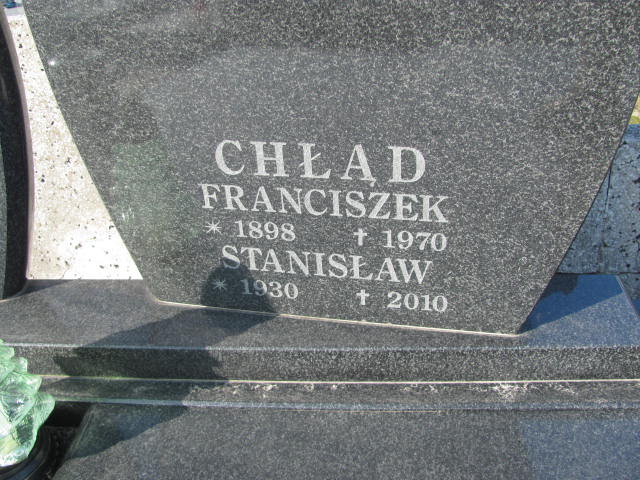 CHŁĄD
FRANCISZEK
* 1898 † 1970
STANISŁAW
* 1930 † 2010